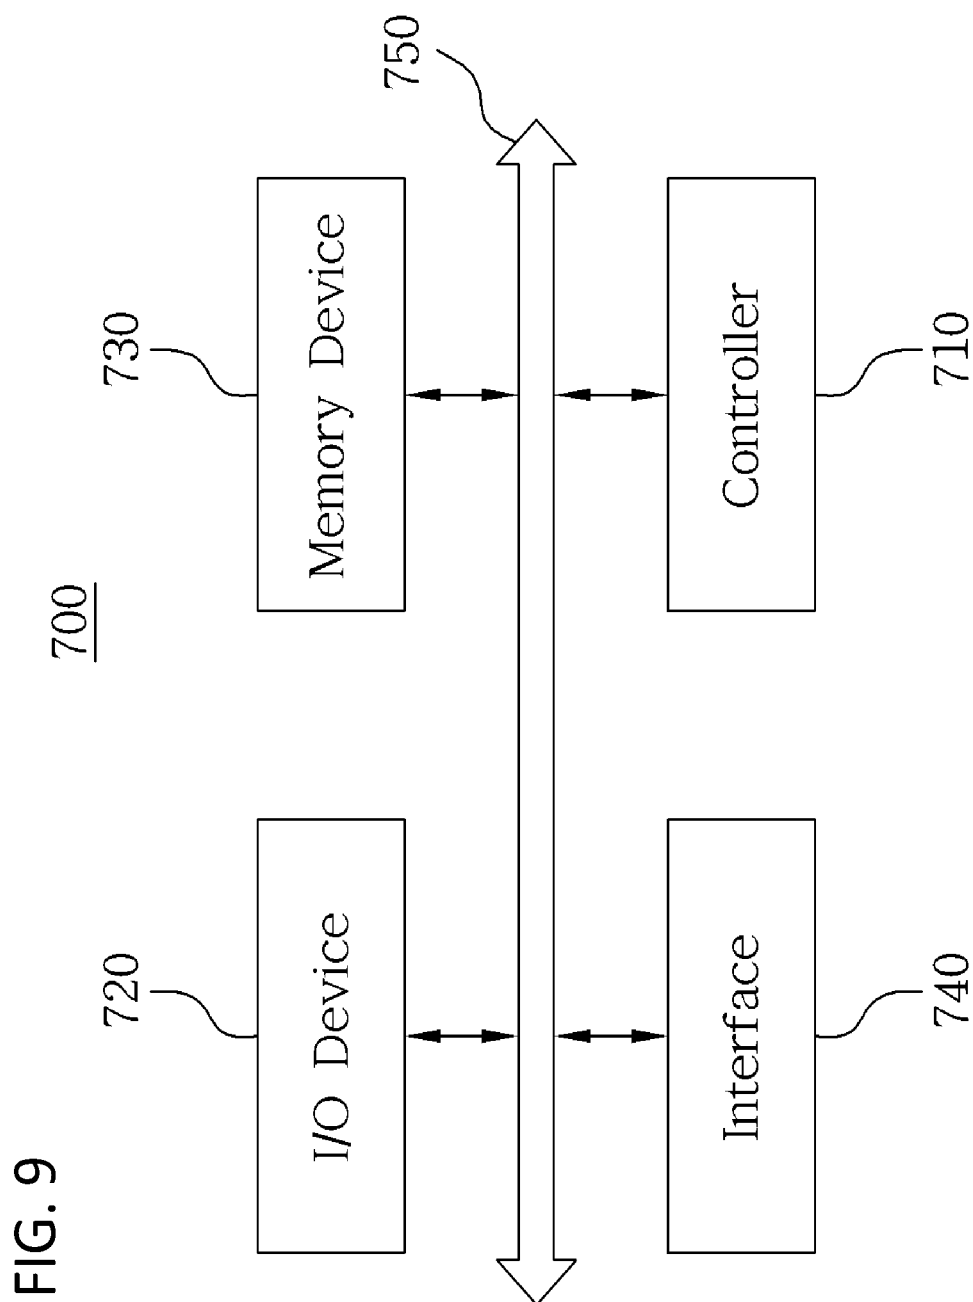 FIG. 9
700
720
730
I/O Device
Memory Device
750
Interface
Controller
740
710